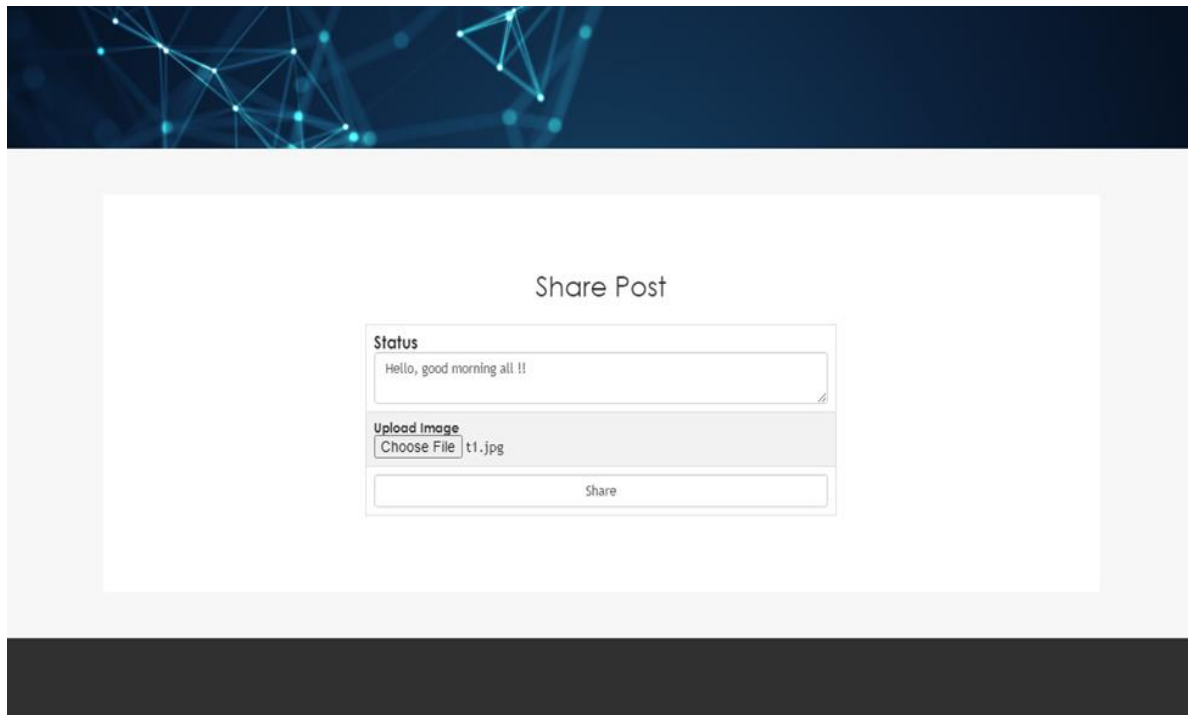 Share Post
Status
Hello, good morning all !!
Upload Image
Choose File t1.jpg
Share